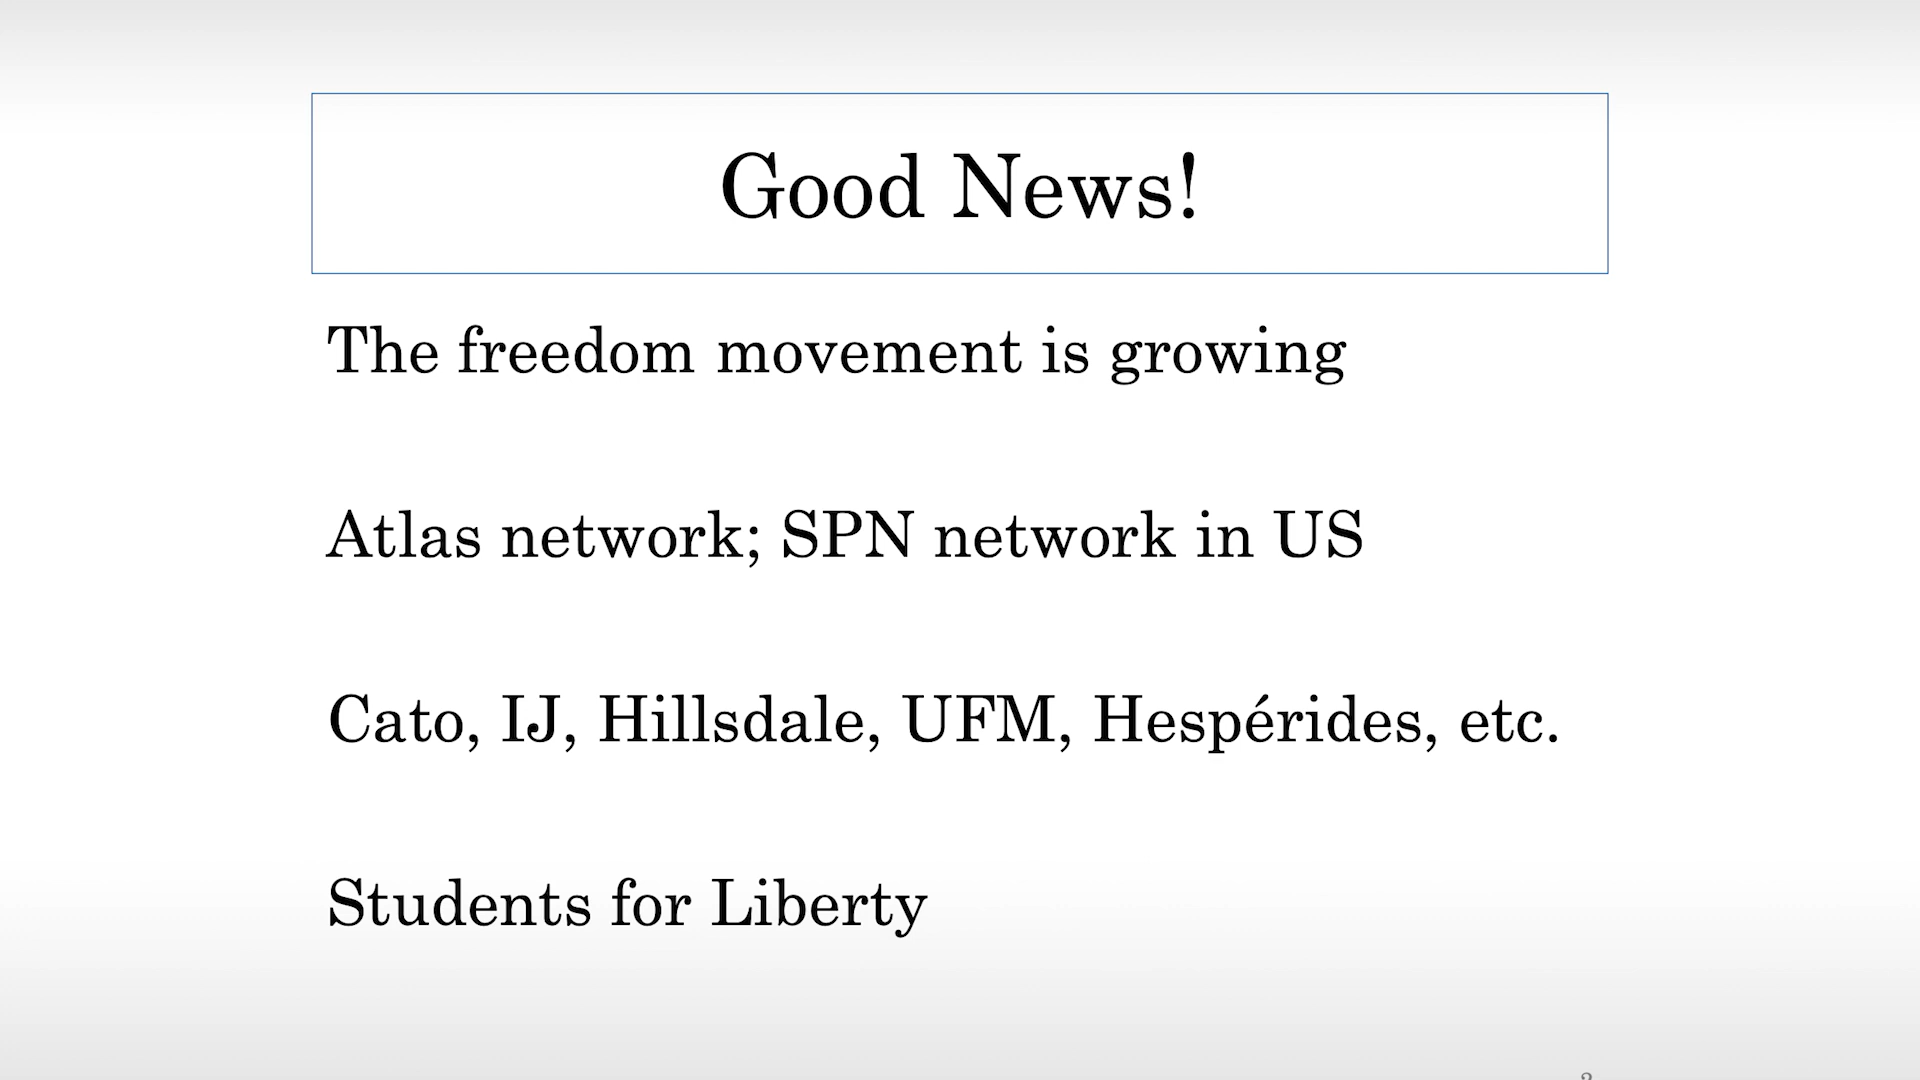 Good News!
The freedom movement is growing
Atlas network; SPN network in US
Cato, IJ, Hillsdale, UFM, Hespérides, etc.
Students for Liberty